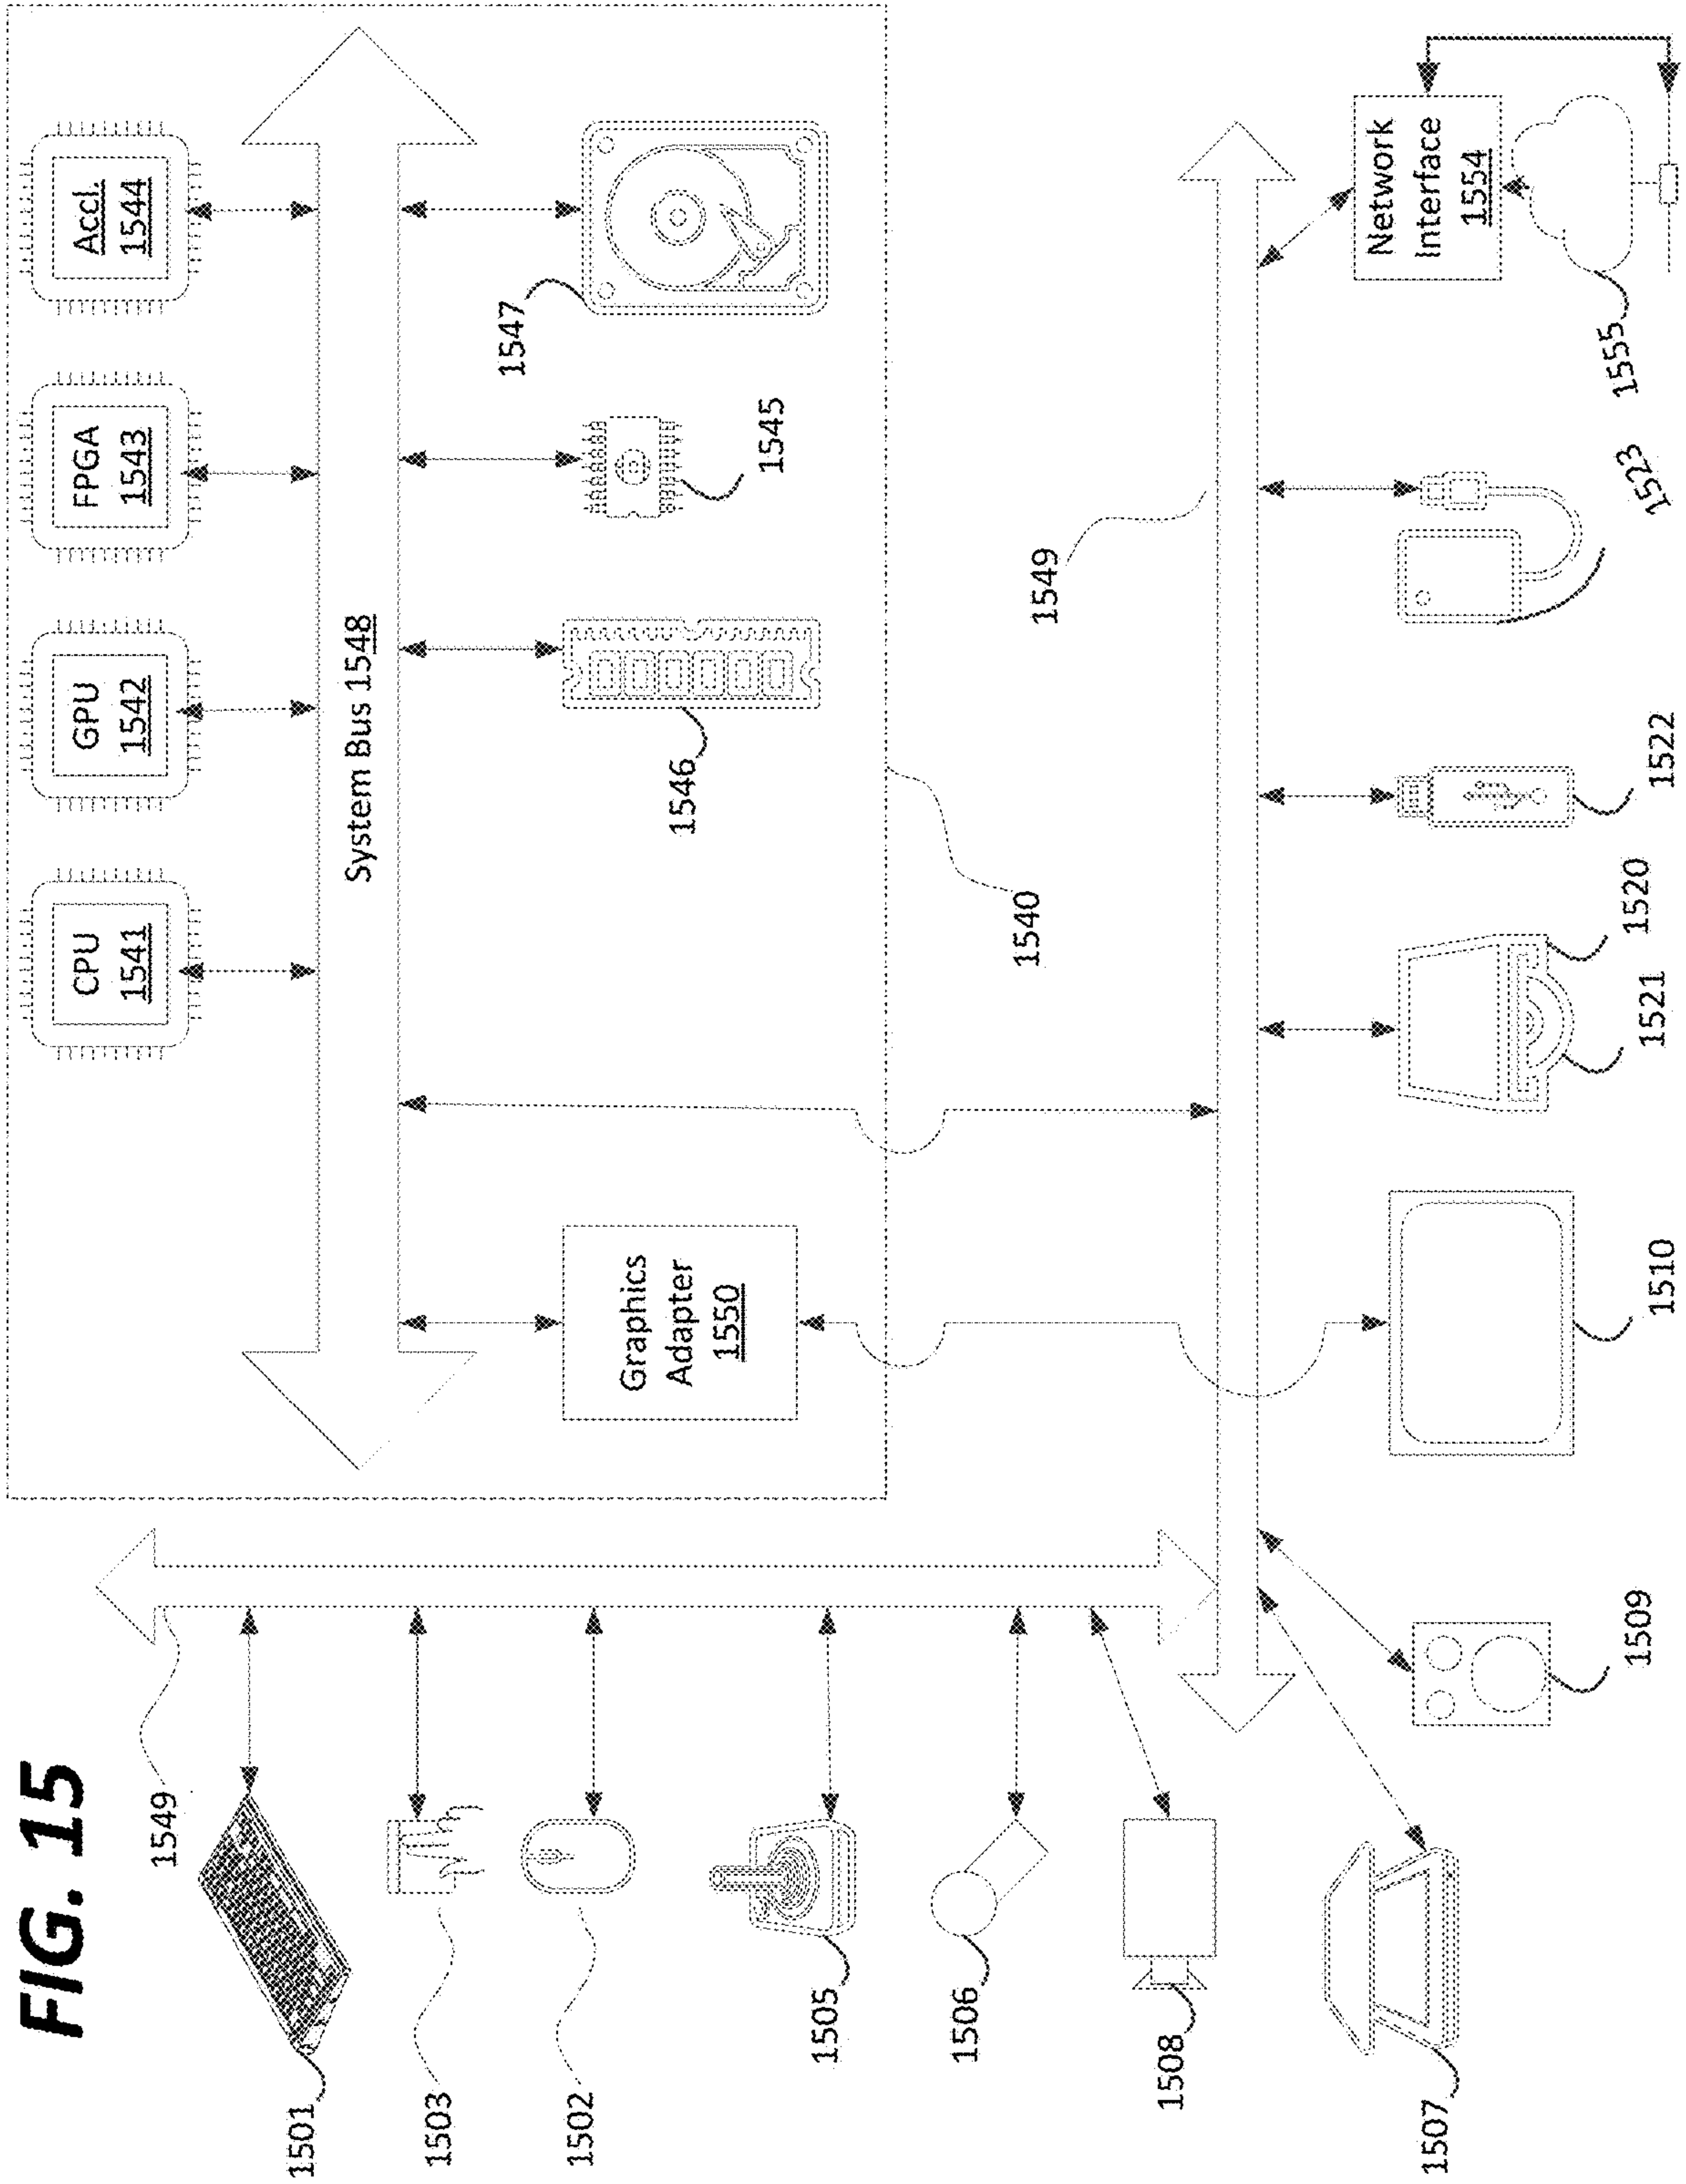 FIG. 15
CPU
1541
GPU
1542
FPGA
1543
Accl.
1544
System Bus 1548
Graphics
Adapter
1550
1546
1545
1547
1540
1549
1549
1501
1503
1502
1505
1506
1508
1507
1509
1510
1521
1520
1522
1523
1555
Network
Interface
1554